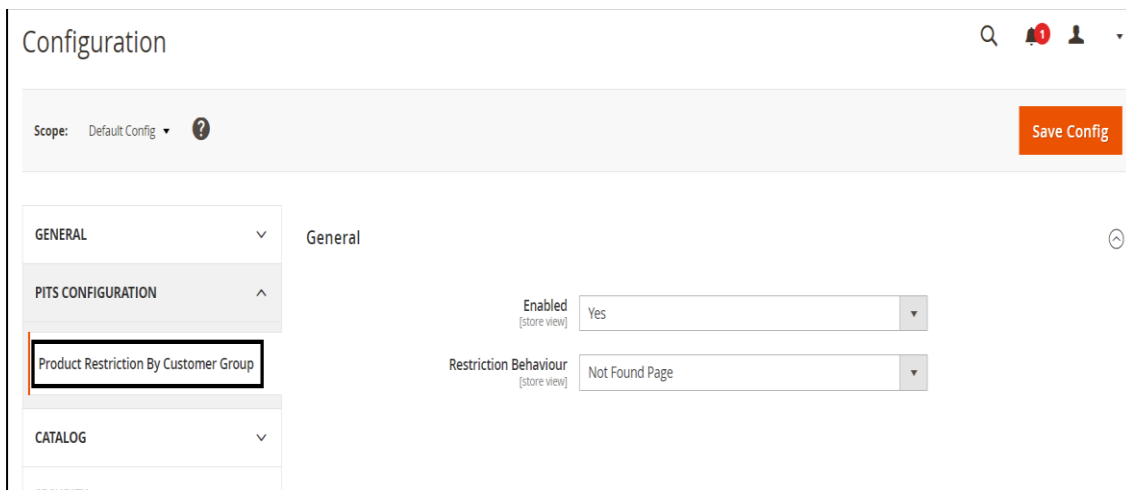 Configuration
1
Scope: Default Config ?
Save Config
GENERAL
General
PITS CONFIGURATION
Enabled
[store view]
Yes
Product Restriction By Customer Group
Restriction Behaviour
[store view]
Not Found Page
CATALOG